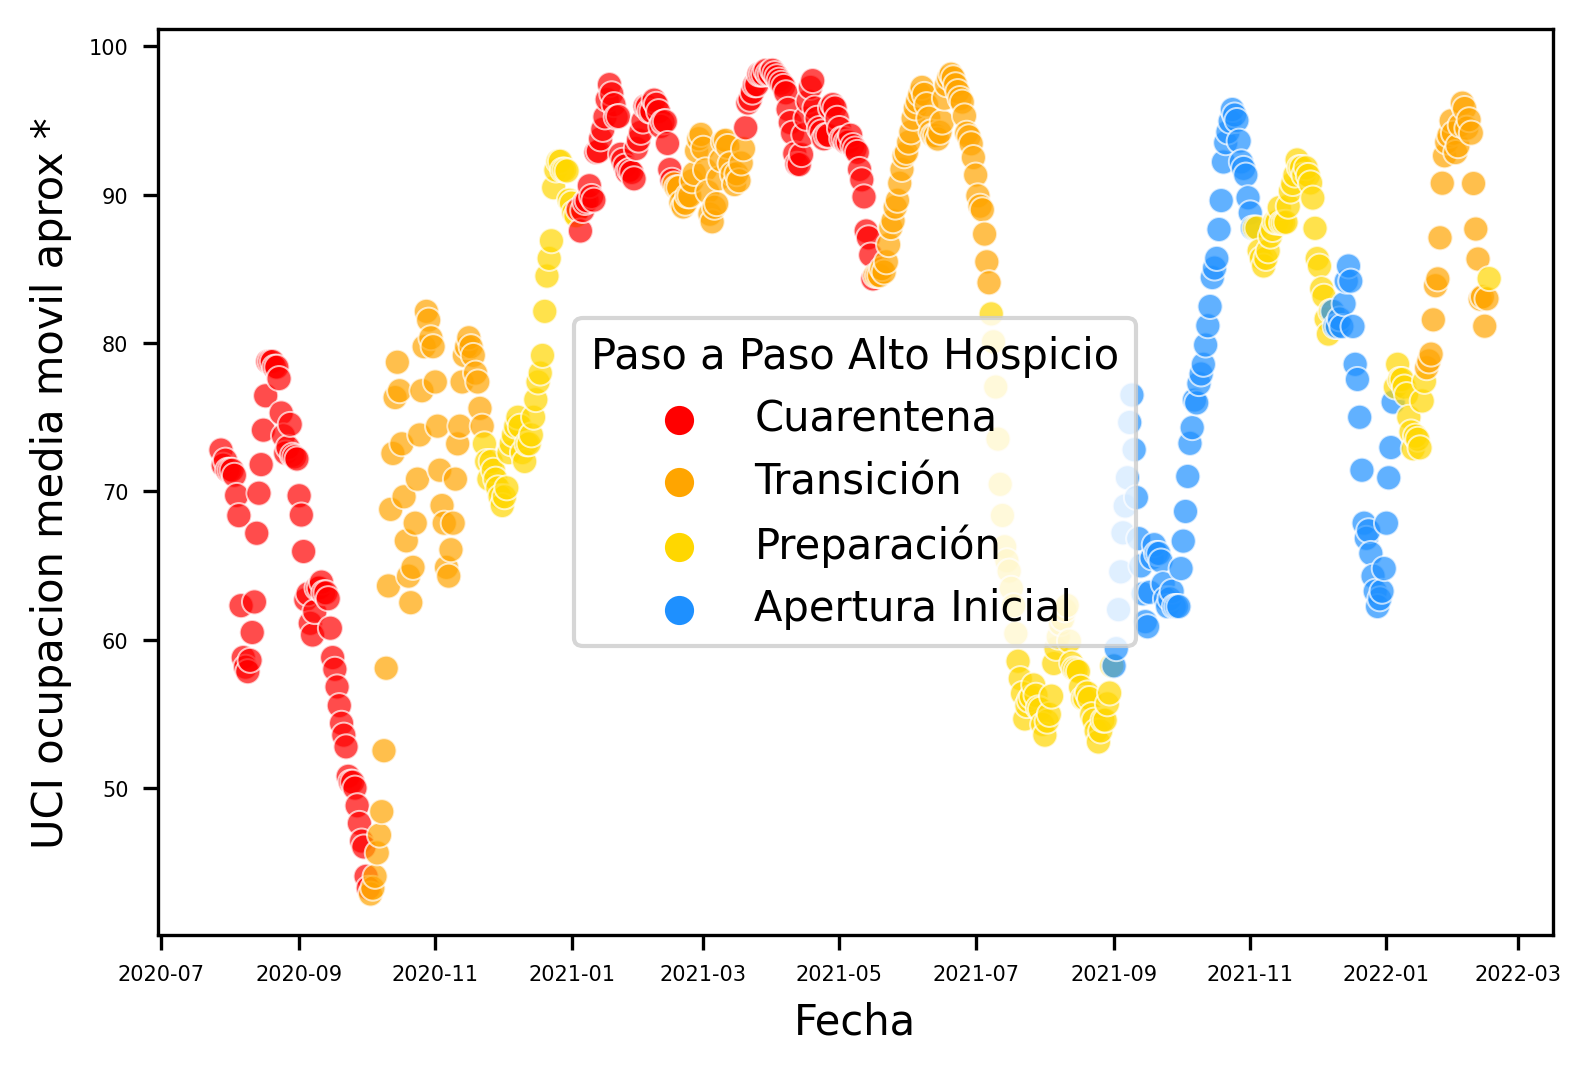 100
90
80
70
60
50
UCI ocupacion media movil aprox *
Paso a Paso Alto Hospicio
Cuarentena
Transición
Preparación
Apertura Inicial
2020-07 2020-09 2020-11 2021-01 2021-03 2021-05 2021-07 2021-09 2021-11 2022-01 2022-03
Fecha